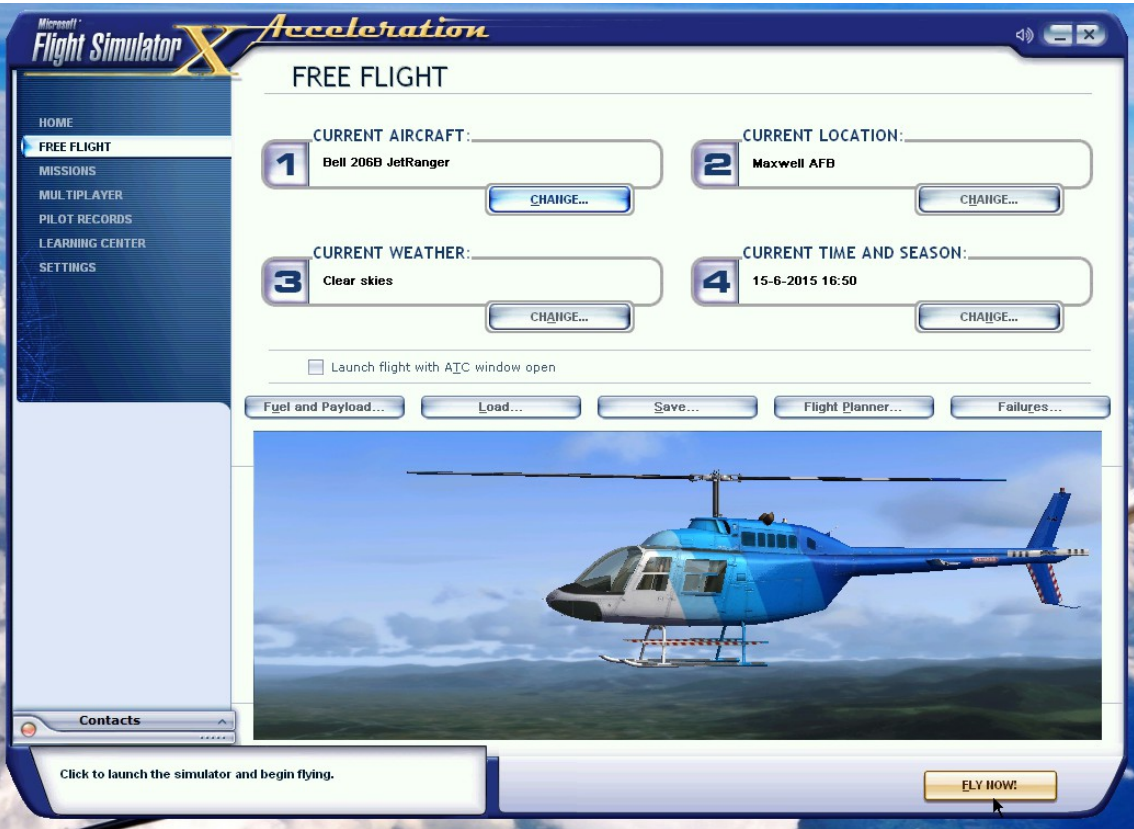 Microsoft
Flight Simulator X
Acceleration
FREE FLIGHT
HOME
FREE FLIGHT
MISSIONS
MULTIPLAYER
PILOT RECORDS
LEARNING CENTER
SETTINGS
CURRENT AIRCRAFT:
1
Bell 206B JetRanger
CHANGE...
CURRENT LOCATION:
2
Maxwell AFB
CHANGE...
CURRENT WEATHER:
3
Clear skies
CHANGE...
CURRENT TIME AND SEASON:
4
15-6-2015 16:50
CHANGE...
Launch flight with ATC window open
Fuel and Payload...
Load...
Save...
Flight Planner...
Failures...
Contacts
Click to launch the simulator and begin flying.
FLY NOW!